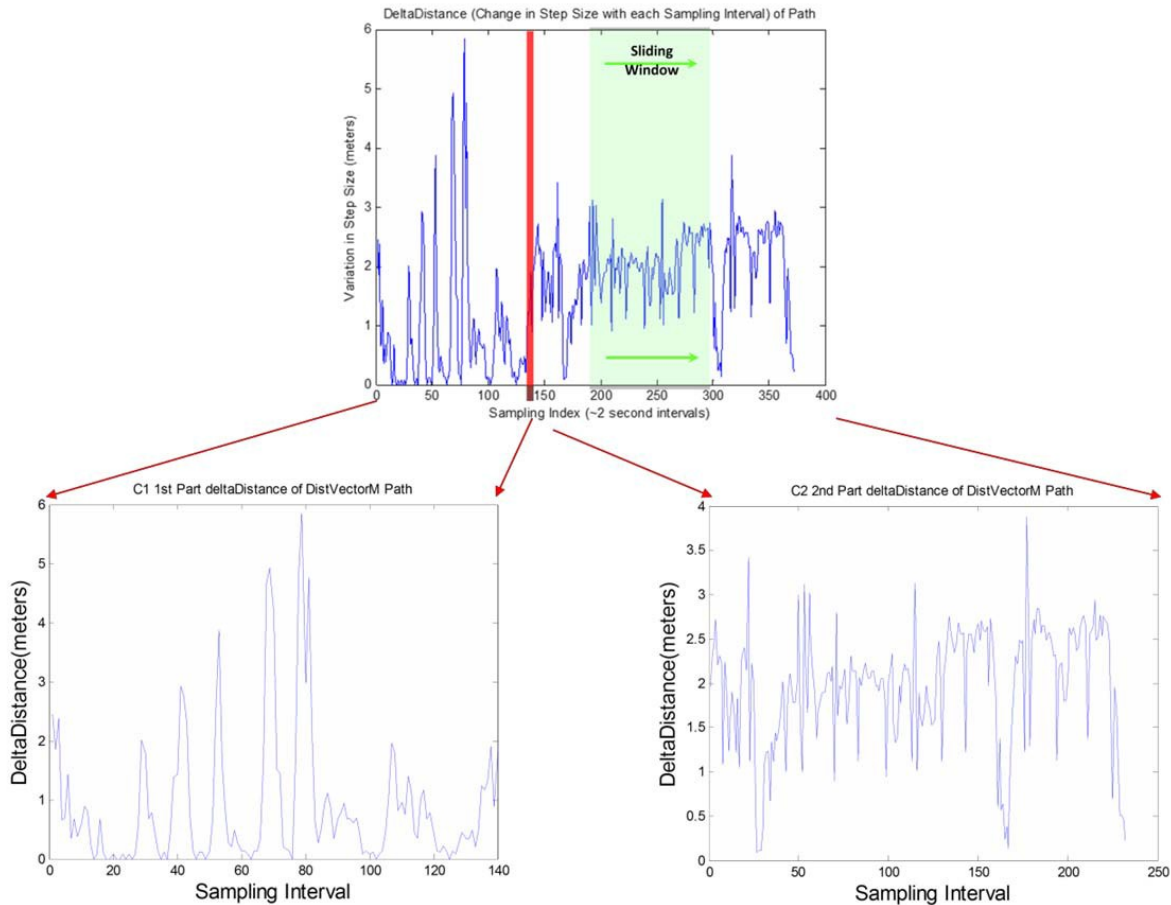 DeltaDistance (Change in Step Size with each Sampling Interval) of Path
Variation in Step Size (meters)
6
5
4
3
2
1
0
Sliding
Window
0 50 100 150 200 250 300 350 400
Sampling Index (~2 second intervals)
C1 1st Part deltaDistance of DistVectorM Path
DeltaDistance(meters)
6
5
4
3
2
1
0
0 20 40 60 80 100 120 140
Sampling Interval
C2 2nd Part deltaDistance of DistVectorM Path
DeltaDistance(meters)
4
3.5
3
2.5
2
1.5
1
0.5
0
0 50 100 150 200 250
Sampling Interval